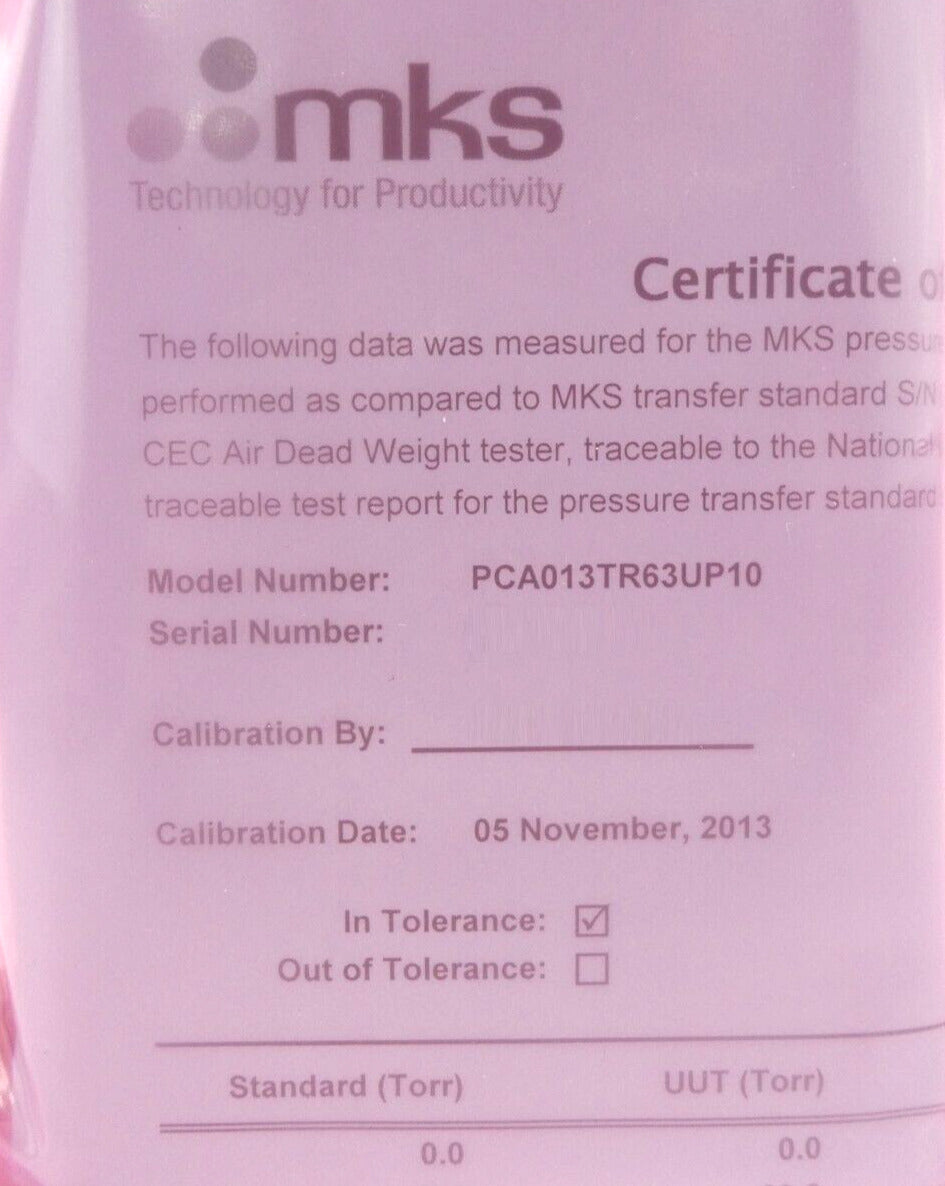 mks
Technology for Productivity
Certificate
The following data was measured for the MKS
performed as compared to MKS transfer standard S/N
CEC Air Dead Weight tester, traceable to the National
traceable test report for the pressure transfer standard
Model Number: PCA013TR63UP10
Serial Number:
Calibration By:
Calibration Date: 05 November, 2013
In Tolerance: ☑
Out of Tolerance: ☐
Standard (Torr) UUT (Torr)
0.0 0.0